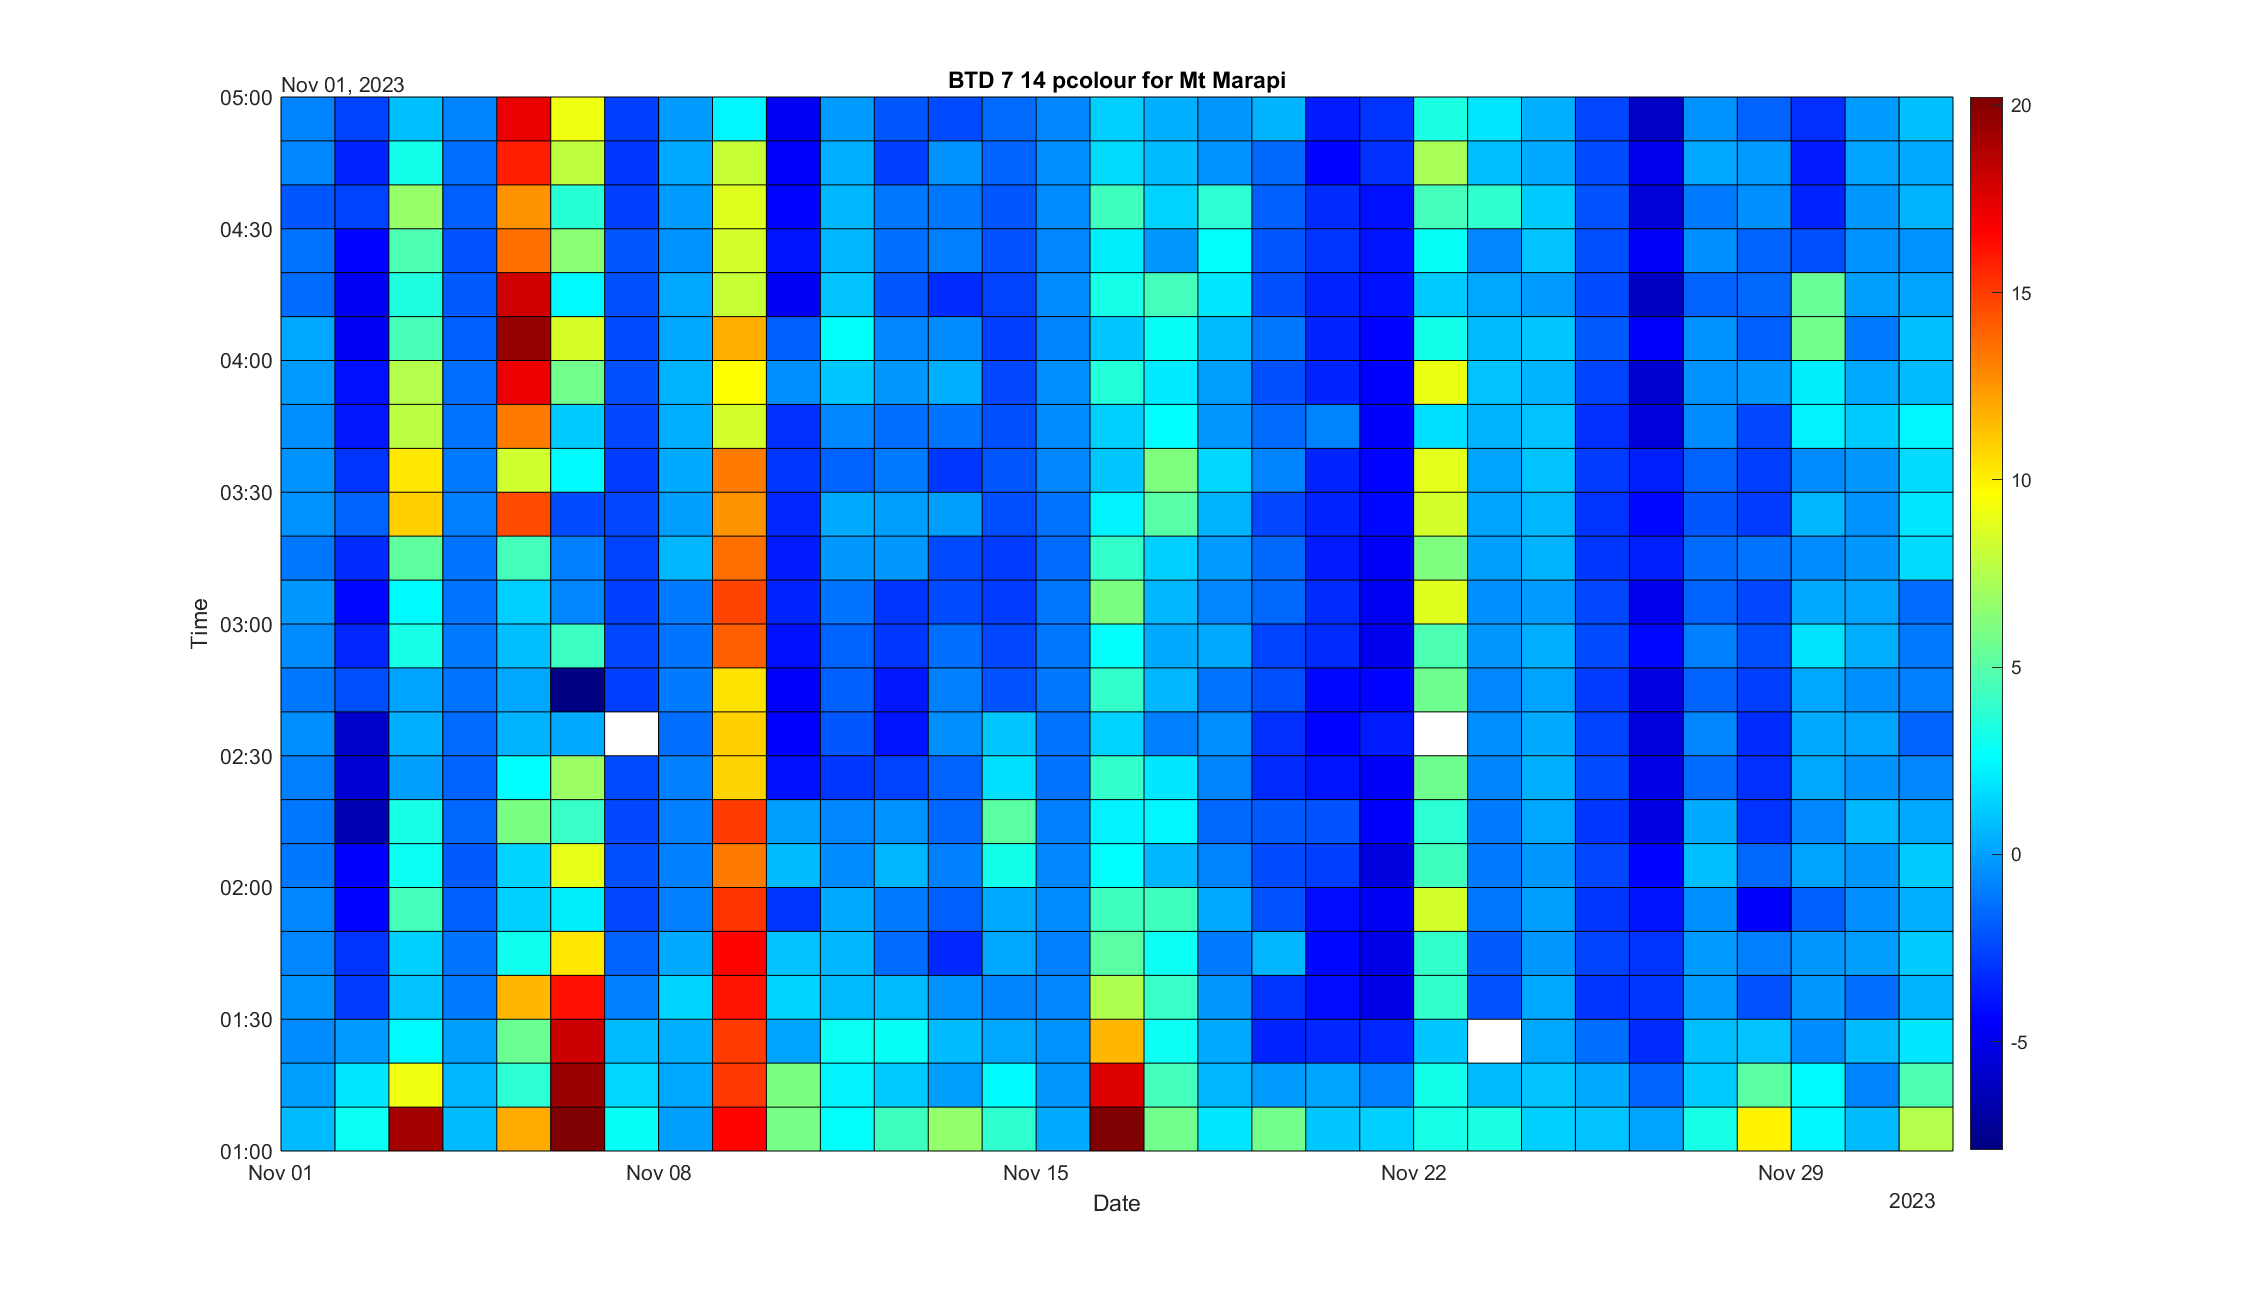 BTD 7 14 pcolour for Mt Marapi
Nov 01, 2023
05:00
04:30
04:00
03:30
03:00
02:30
02:00
01:30
01:00
Time
Nov 01
Nov 08
Nov 15
Nov 22
Nov 29
Date
2023
20
15
10
5
0
-5